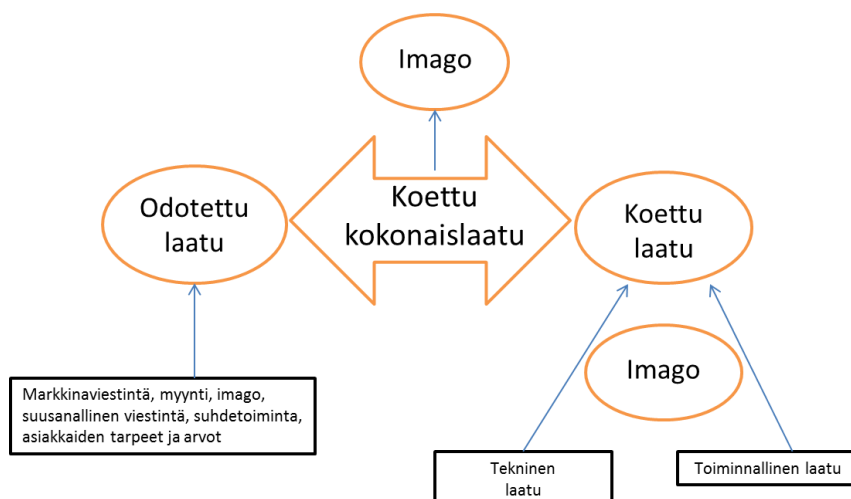 Imago
Odotettu
laatu
Koettu
kokonaislaatu
Koettu
laatu
Imago
Markkinaviestintä, myynti, imago,
suusanallinen viestintä, suhdetoiminta,
asiakkaiden tarpeet ja arvot
Tekninen
laatu
Toiminnallinen laatu